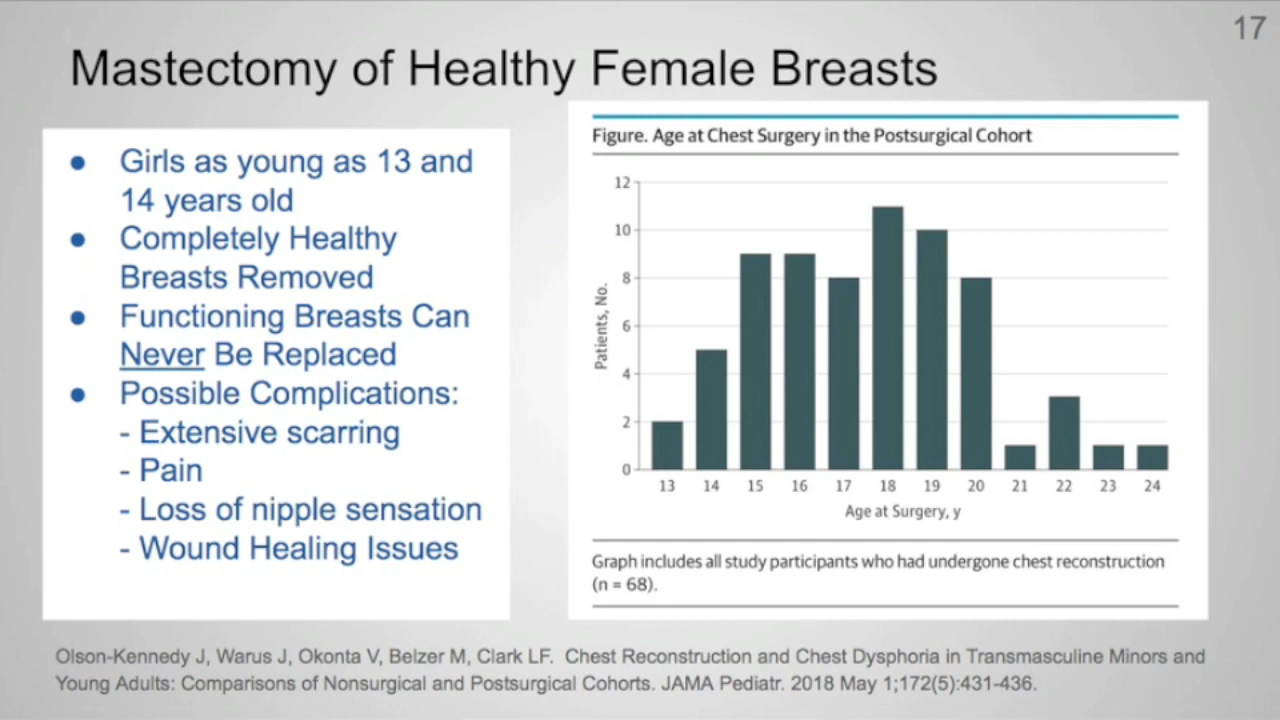 17
Mastectomy of Healthy Female Breasts
● Girls as young as 13 and
14 years old
● Completely Healthy
Breasts Removed
● Functioning Breasts Can
Never Be Replaced
● Possible Complications:
- Extensive scarring
- Pain
- Loss of nipple sensation
- Wound Healing Issues
Figure. Age at Chest Surgery in the Postsurgical Cohort
12
10
8
6
4
2
0
Patients, No.
13 14 15 16 17 18 19 20 21 22 23 24
Age at Surgery, y
Graph includes all study participants who had undergone chest reconstruction
(n = 68).
Olson-Kennedy J, Warus J, Okonta V, Belzer M, Clark LF. Chest Reconstruction and Chest Dysphoria in Transmasculine Minors and
Young Adults: Comparisons of Nonsurgical and Postsurgical Cohorts. JAMA Pediatr. 2018 May 1;172(5):431-436.